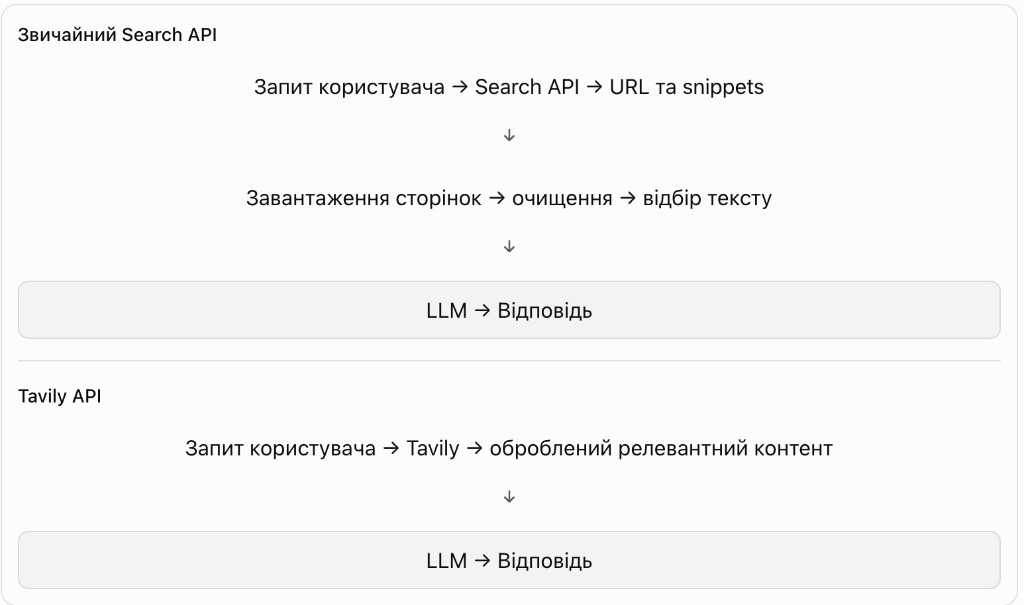 Звичайний Search API
Запит користувача → Search API → URL та snippets
↓
Завантаження сторінок → очищення → відбір тексту
↓
LLM → Відповідь
Tavily API
Запит користувача → Tavily → оброблений релевантний контент
↓
LLM → Відповідь